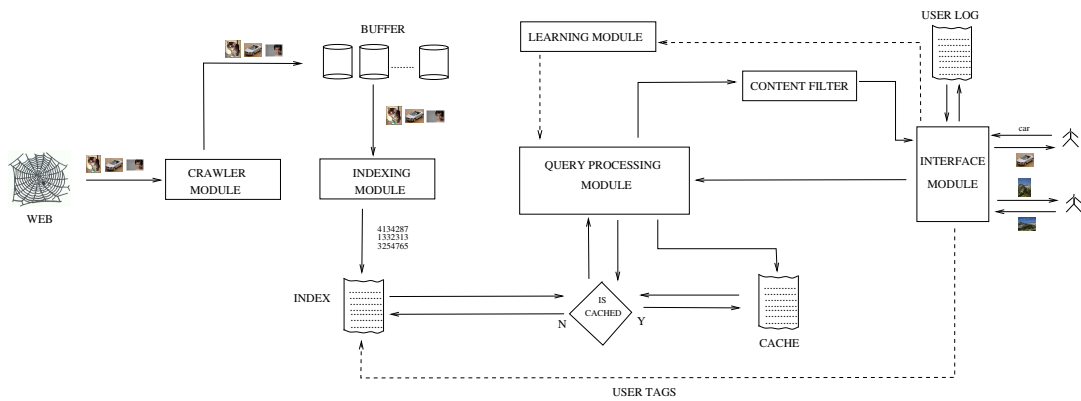 USER LOG
BUFFER
LEARNING MODULE
CONTENT FILTER
car
CRAWLER
MODULE
INDEXING
MODULE
QUERY PROCESSING
MODULE
INTERFACE
MODULE
WEB
4134287
1332313
3254765
INDEX
IS
CACHED
N
Y
CACHE
USER TAGS